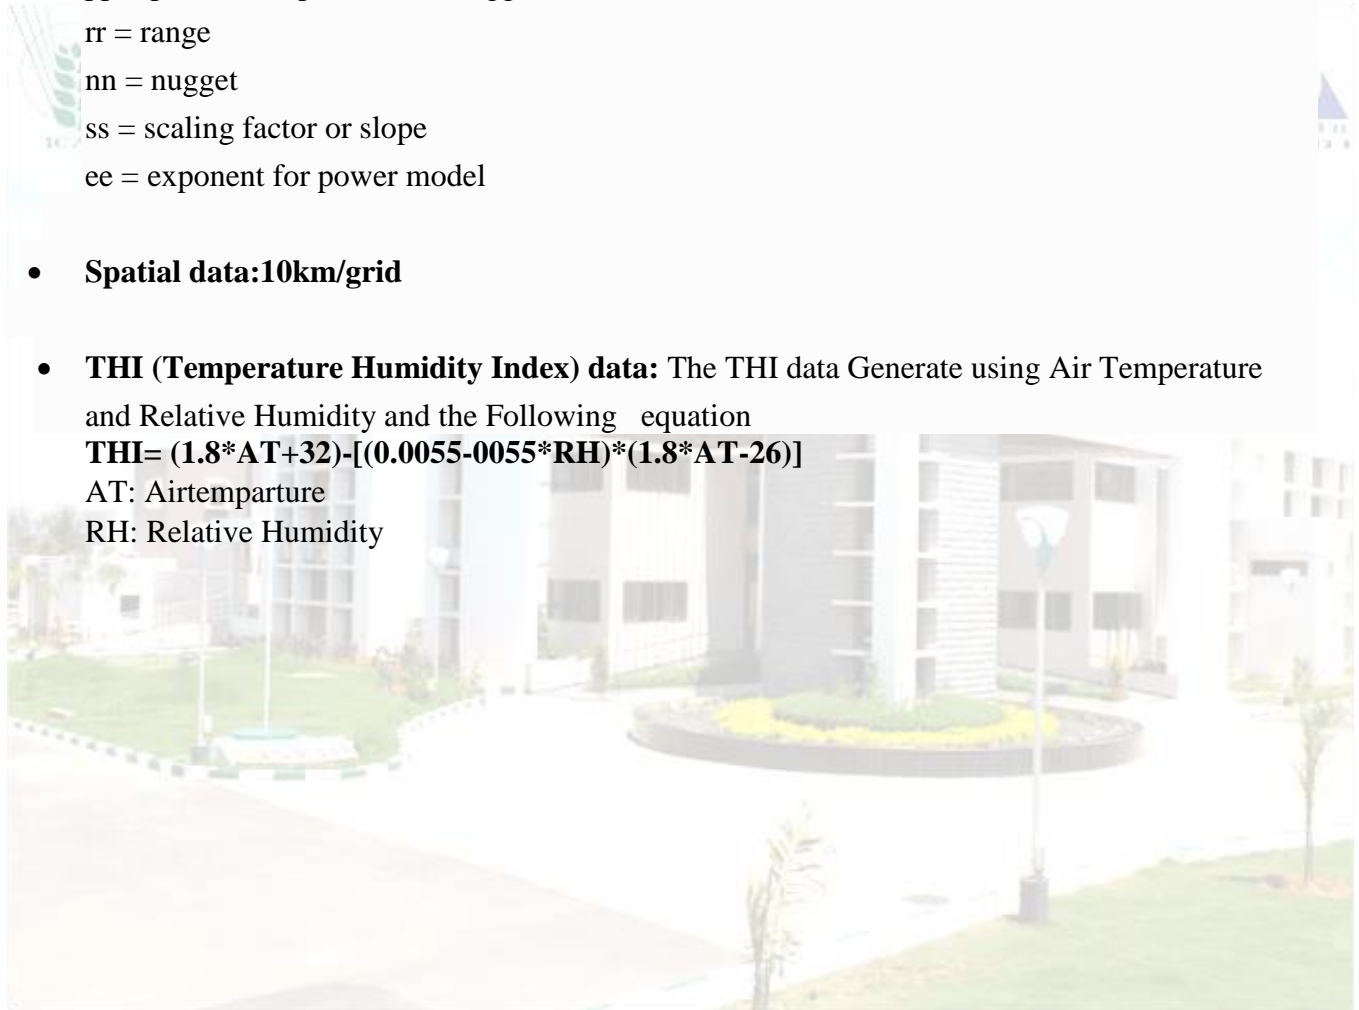 rr = range
nn = nugget
ss = scaling factor or slope
ee = exponent for power model
• Spatial data:10km/grid
• THI (Temperature Humidity Index) data: The THI data Generate using Air Temperature
and Relative Humidity and the Following equation
THI= (1.8*AT+32)-[(0.0055-0055*RH)*(1.8*AT-26)]
AT: Airtemparture
RH: Relative Humidity